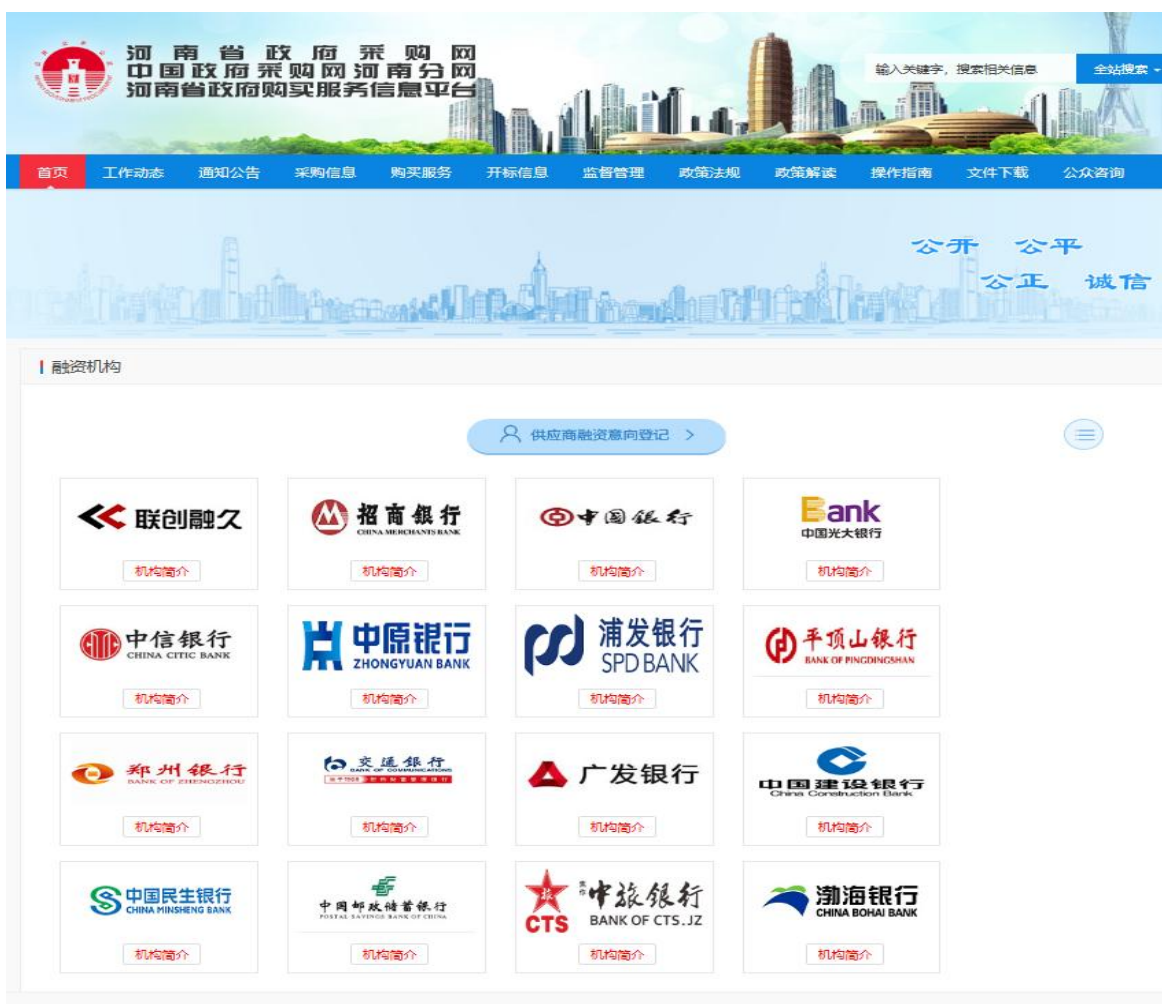 河南省政府采购网
中国政府采购网河南分网
河南省政府购买服务信息平台
输入关键字，搜索相关信息 全站搜索
首页 工作动态 通知公告 采购信息 购买服务 开标信息 监督管理 政策法规 政策解读 操作指南 文件下载 公众咨询
公开 公平
公正 诚信
融资机构
供应商融资意向登记 >
联创融久
机构简介
招商银行
CHINA MERCHANTS BANK
机构简介
中国银行
机构简介
Bank
中国光大银行
机构简介
中信银行
CHINA CITIC BANK
机构简介
中原银行
ZHONGYUAN BANK
机构简介
浦发银行
SPD BANK
机构简介
平顶山银行
BANK OF PINGDINGSHAN
机构简介
郑州银行
BANK OF ZHENGZHOU
机构简介
交通银行
BANK OF COMMUNICATIONS
机构简介
广发银行
机构简介
中国建设银行
China Construction Bank
机构简介
中国民生银行
CHINA MINSHENG BANK
机构简介
中国邮政储蓄银行
POSTAL SAVINGS BANK OF CHINA
机构简介
旅
CTS
焦作中旅银行
BANK OF CTS.JZ
机构简介
渤海银行
CHINA BOHAI BANK
机构简介